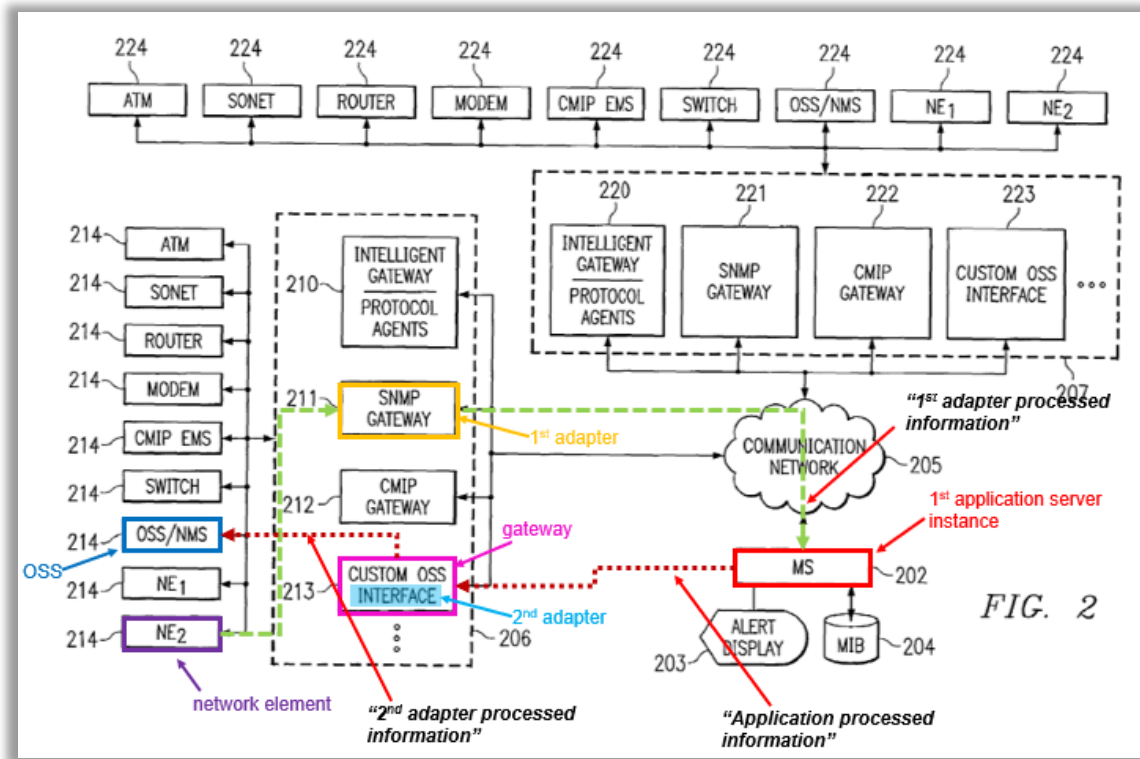 224 224 224 224 224 224 224 224 224
ATM SONET ROUTER MODEM CMIP EMS SWITCH OSS/NMS NE1 NE2
220 221 222 223
INTELLIGENT
GATEWAY
PROTOCOL
AGENTS
SNMP
GATEWAY
CMIP
GATEWAY
CUSTOM OSS
INTERFACE
207
214 ATM
214 SONET
214 ROUTER
214 MODEM
214 CMIP EMS
214 SWITCH
214 OSS/NMS
OSS
214 NE1
214 NE2
network element
210
INTELLIGENT
GATEWAY
PROTOCOL
AGENTS
211
SNMP
GATEWAY
1st adapter
212
CMIP
GATEWAY
gateway
213
CUSTOM OSS
INTERFACE
2nd adapter
206
"2nd adapter processed
information"
"1st adapter processed
information"
COMMUNICATION
NETWORK
205
1st application server
instance
MS
202
ALERT
DISPLAY
203
MIB
204
FIG. 2
"Application processed
information"